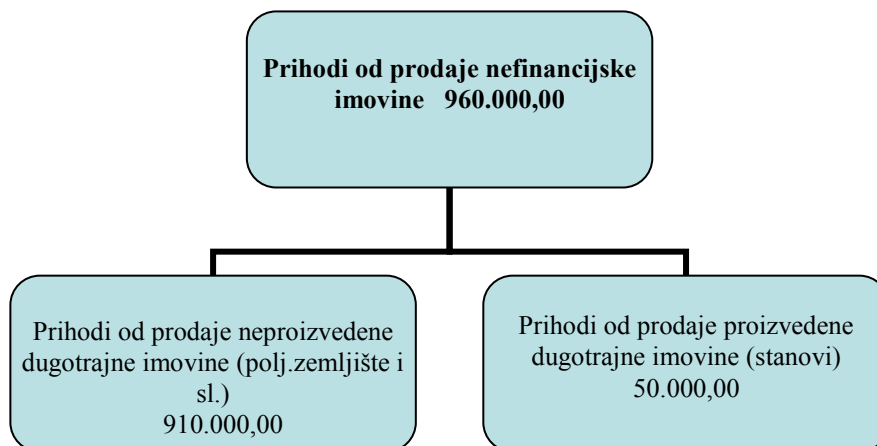 Prihodi od prodaje nefinancijske
imovine 960.000,00
Prihodi od prodaje neproizvedene
dugotrajne imovine (polj.zemljište i
sl.)
910.000,00
Prihodi od prodaje proizvedene
dugotrajne imovine (stanovi)
50.000,00